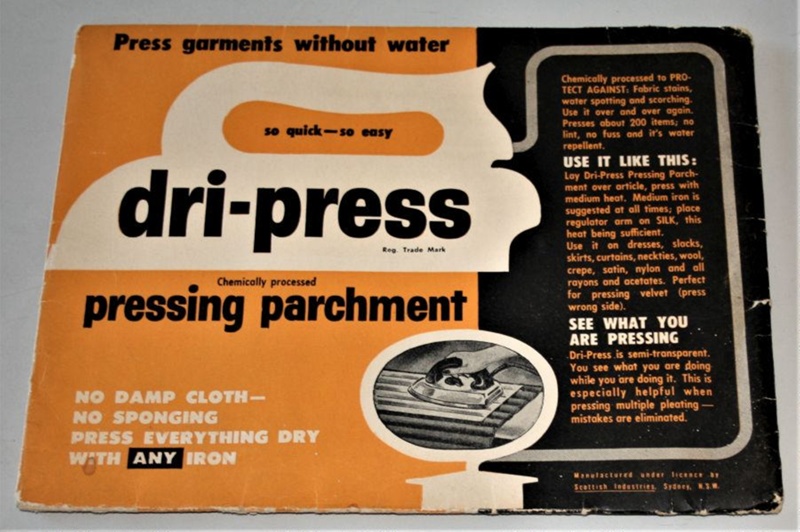 Press garments without water
so quick—so easy
dri-press
Reg. Trade Mark
Chemically processed
pressing parchment
NO DAMP CLOTH—
NO SPONGING
PRESS EVERYTHING DRY
WITH ANY IRON
Chemically processed to PRO-
TECT AGAINST: Fabric stains,
water spotting and scorching.
Use it over and over again.
Presses about 200 items; no
lint, no fuss and it's water
repellent.
USE IT LIKE THIS:
Lay Dri-Press Pressing Parch-
ment over article, press with
medium heat. Medium iron is
suggested at all times; place
regulator arm on SILK, this
heat being sufficient.
Use it on dresses, slacks,
skirts, curtains, neckties, wool,
crepe, satin, nylon and all
rayons and acetates. Perfect
for pressing velvet (press
wrong side).
SEE WHAT YOU
ARE PRESSING
Dri-Press is semi-transparent.
You see what you are doing
while you are doing it. This is
especially helpful when
pressing multiple pleating—
mistakes are eliminated.
Manufactured under licence by
Scottish Industries, Sydney, N.S.W.